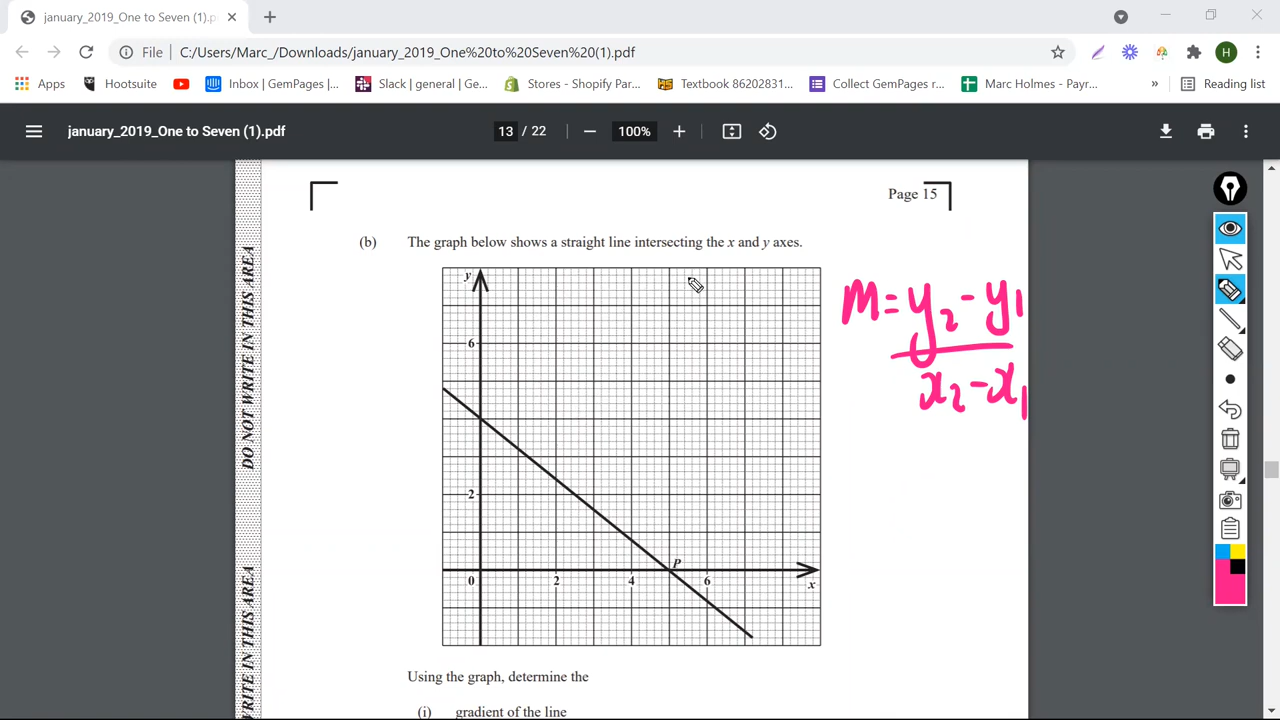 january_2019_One to Seven (1).p
File C:/Users/Marc_/Downloads/january_2019_One%20to%20Seven%20(1).pdf
H
Apps Hootsuite Inbox | GemPages |... Slack | general | Ge... Stores - Shopify Par... Textbook 86202831... Collect GemPages r... Marc Holmes - Payr... » Reading list
january_2019_One to Seven (1).pdf 13 / 22 100%
Page 15
(b) The graph below shows a straight line intersecting the x and y axes.
y
6
2
P
0 2 4 6 x
M = y2 - y1
x2 - x1
DO NOT WRITE IN THIS AREA
WRITE IN THIS AREA
Using the graph, determine the
(i) gradient of the line